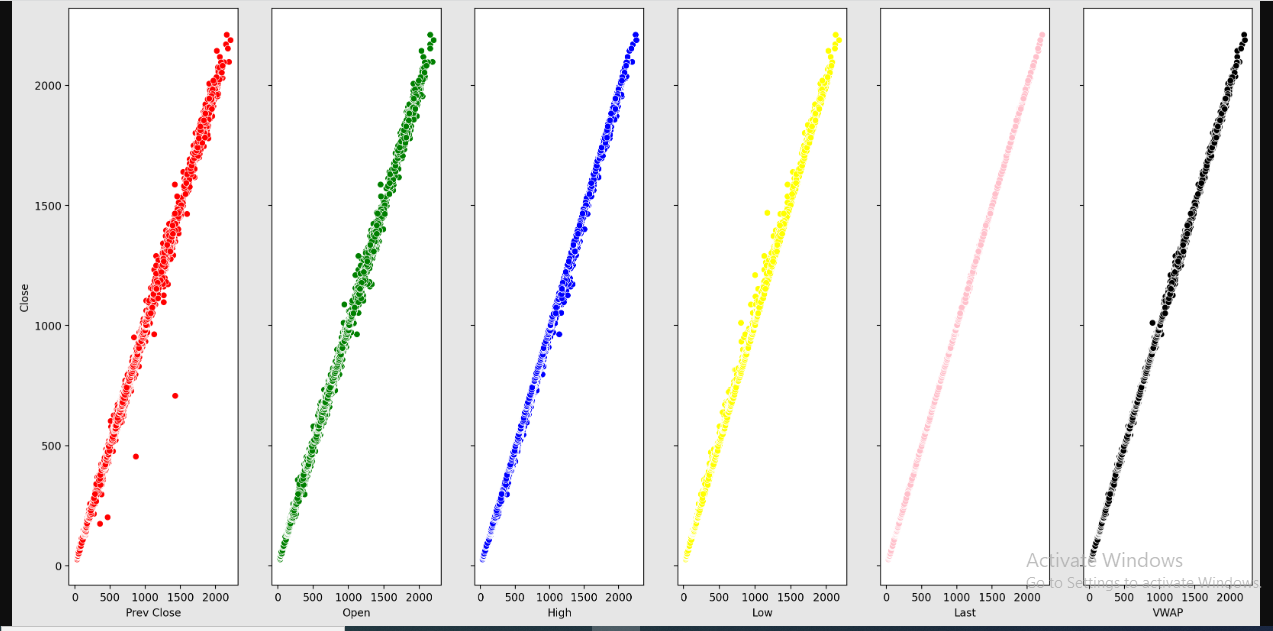 Close
2000
1500
1000
500
0
0 500 1000 1500 2000
Prev Close
0 500 1000 1500 2000
Open
0 500 1000 1500 2000
High
0 500 1000 1500 2000
Low
0 500 1000 1500 2000
Last
0 500 1000 1500 2000
VWAP
Activate Windows
Go to Settings to activate Windows.